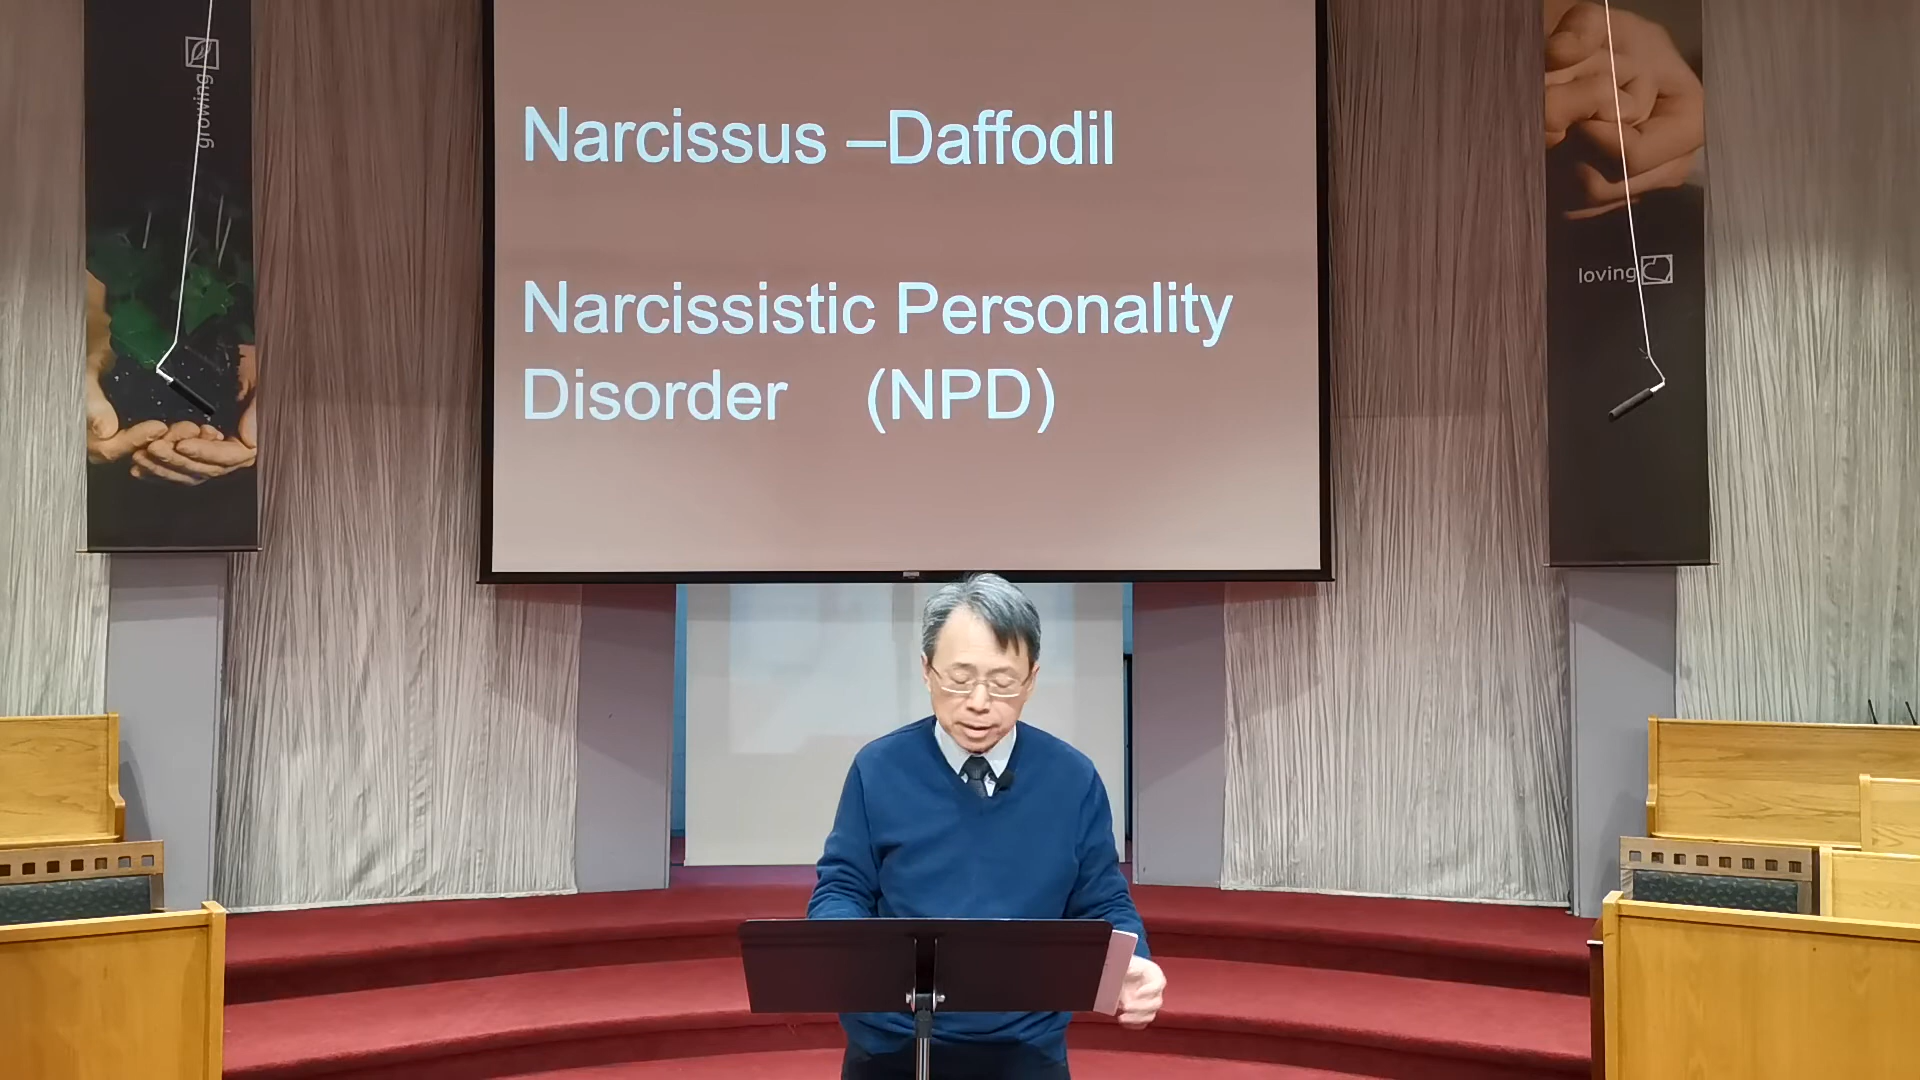 growing
Narcissus –Daffodil
Narcissistic Personality
Disorder (NPD)
loving